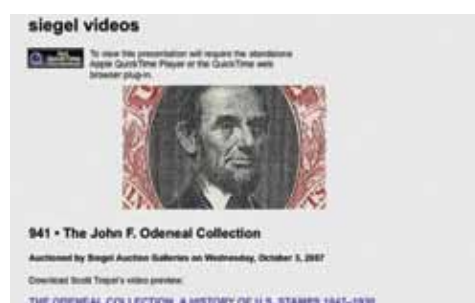 siegel videos
To view this presentation will require the standalone
Apple QuickTime Player or the QuickTime web
browser plug-in.
941 • The John F. Odeneal Collection
Auctioned by Siegel Auction Galleries on Wednesday, October 3, 2007
Download Scott Trepel's video preview:
THE ODENEAL COLLECTION, A HISTORY OF U.S. STAMPS 1847-1930